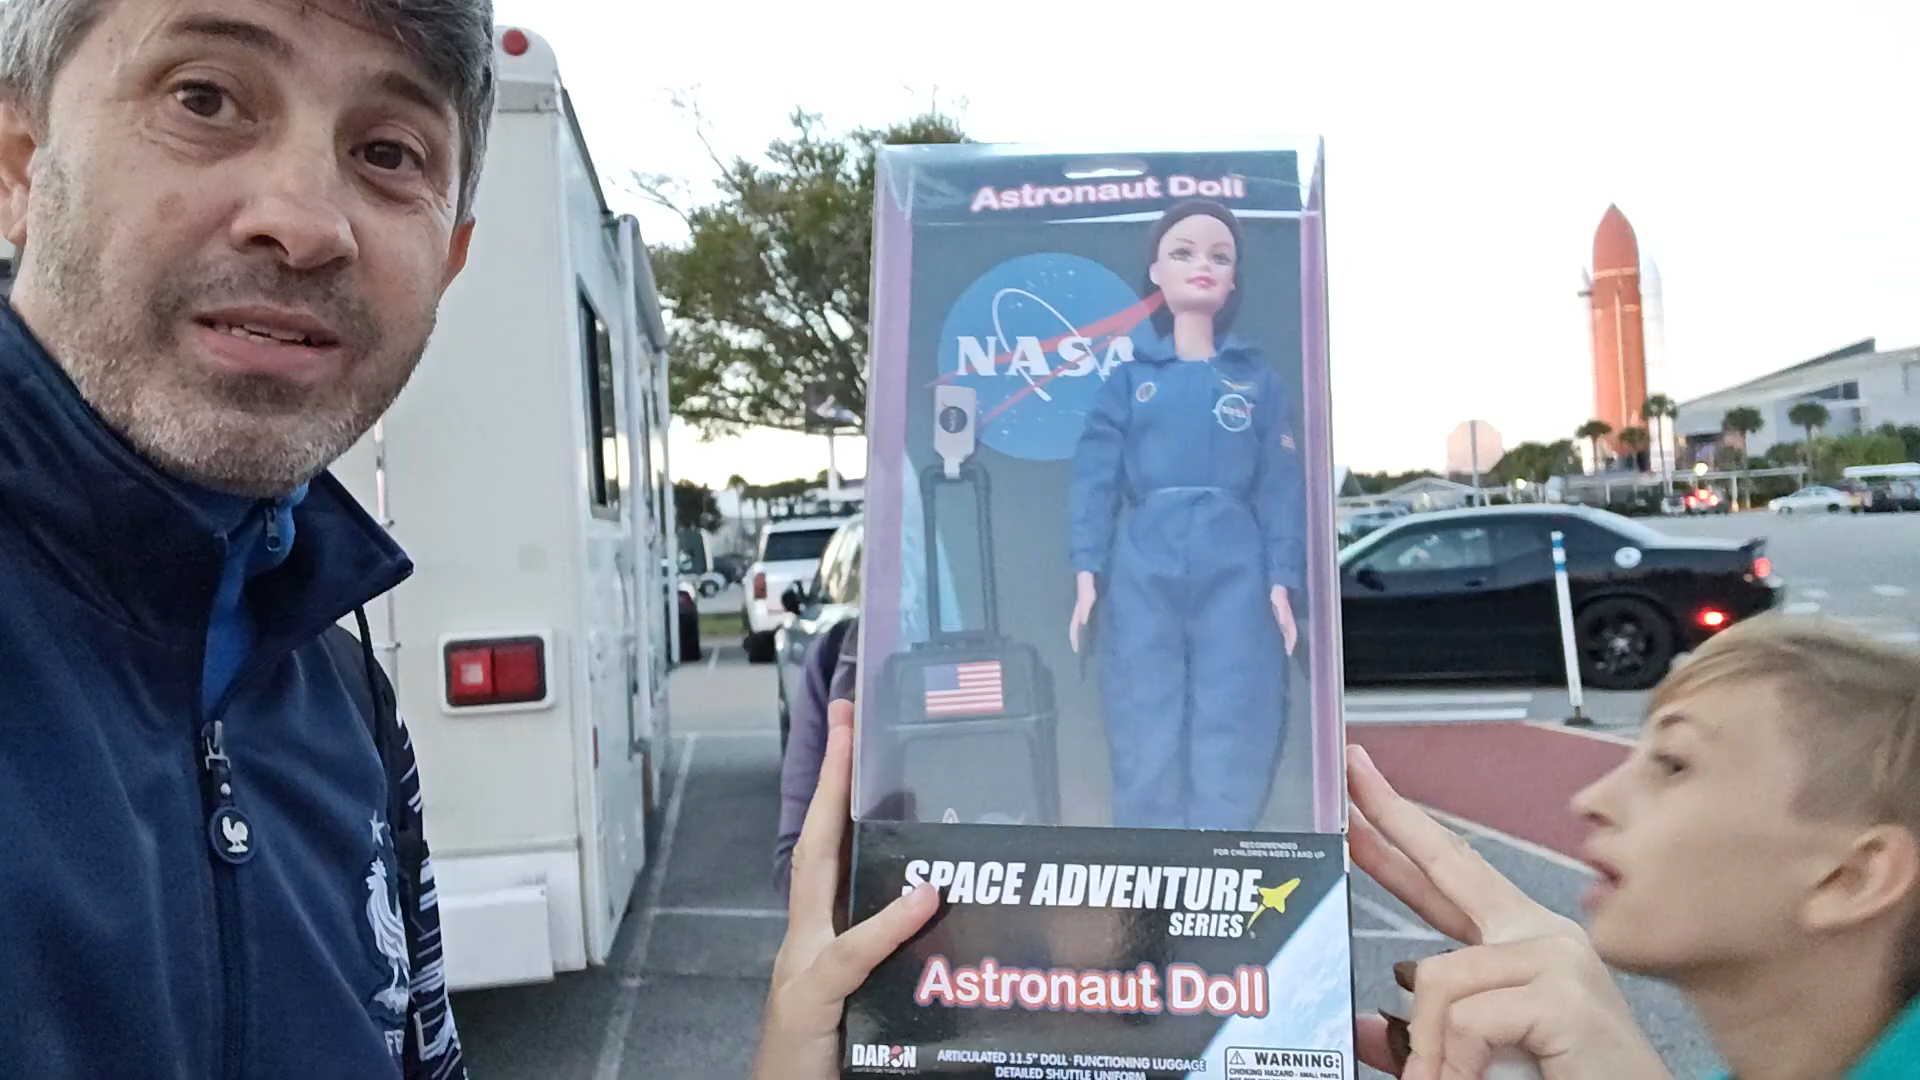 Astronaut Doll
NASA
NASA
RECOMMENDED
FOR CHILDREN AGES 3 AND UP
SPACE ADVENTURE
SERIES
Astronaut Doll
DARON
ARTICULATED 11.5" DOLL · FUNCTIONING LUGGAGE
DETAILED SHUTTLE UNIFORM
WARNING:
CHOKING HAZARD - SMALL PARTS